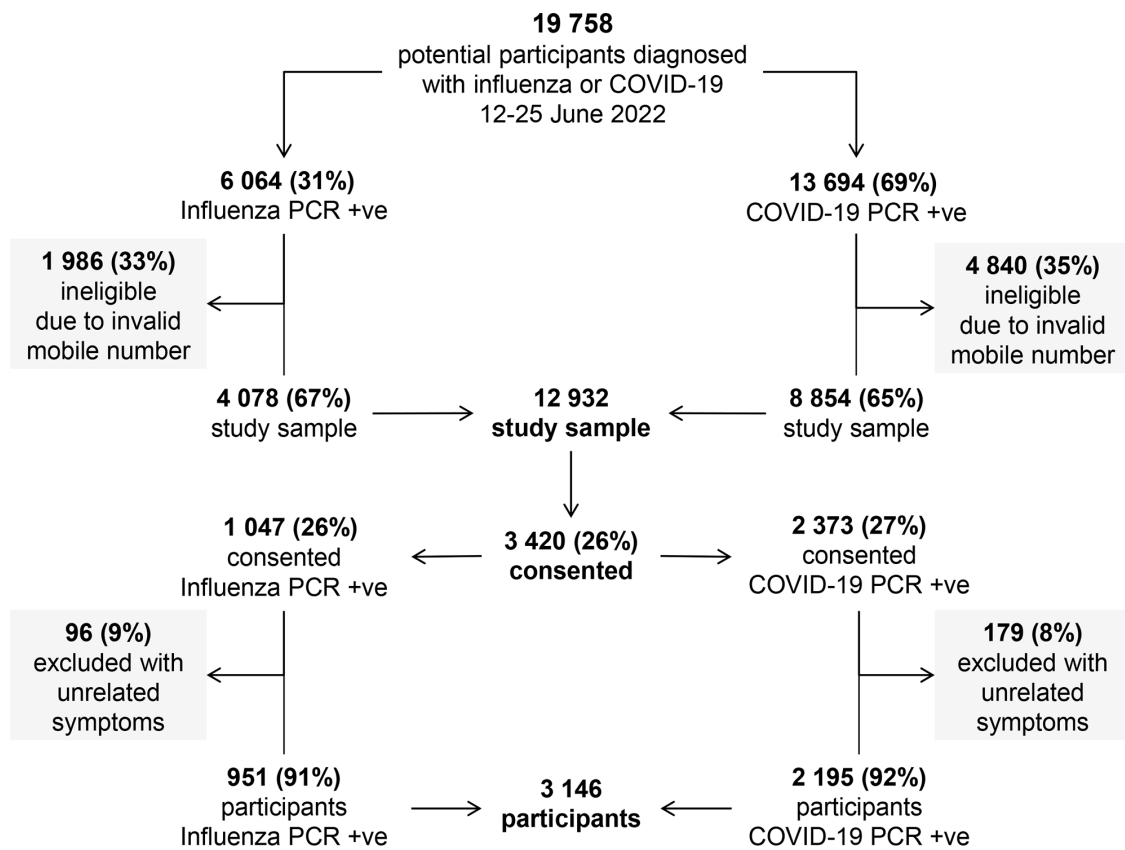 19 758
potential participants diagnosed
with influenza or COVID-19
12-25 June 2022
6 064 (31%)
Influenza PCR +ve
13 694 (69%)
COVID-19 PCR +ve
1 986 (33%)
ineligible
due to invalid
mobile number
4 840 (35%)
ineligible
due to invalid
mobile number
4 078 (67%)
study sample
12 932
study sample
8 854 (65%)
study sample
1 047 (26%)
consented
Influenza PCR +ve
3 420 (26%)
consented
2 373 (27%)
consented
COVID-19 PCR +ve
96 (9%)
excluded with
unrelated
symptoms
179 (8%)
excluded with
unrelated
symptoms
951 (91%)
participants
Influenza PCR +ve
3 146
participants
2 195 (92%)
participants
COVID-19 PCR +ve